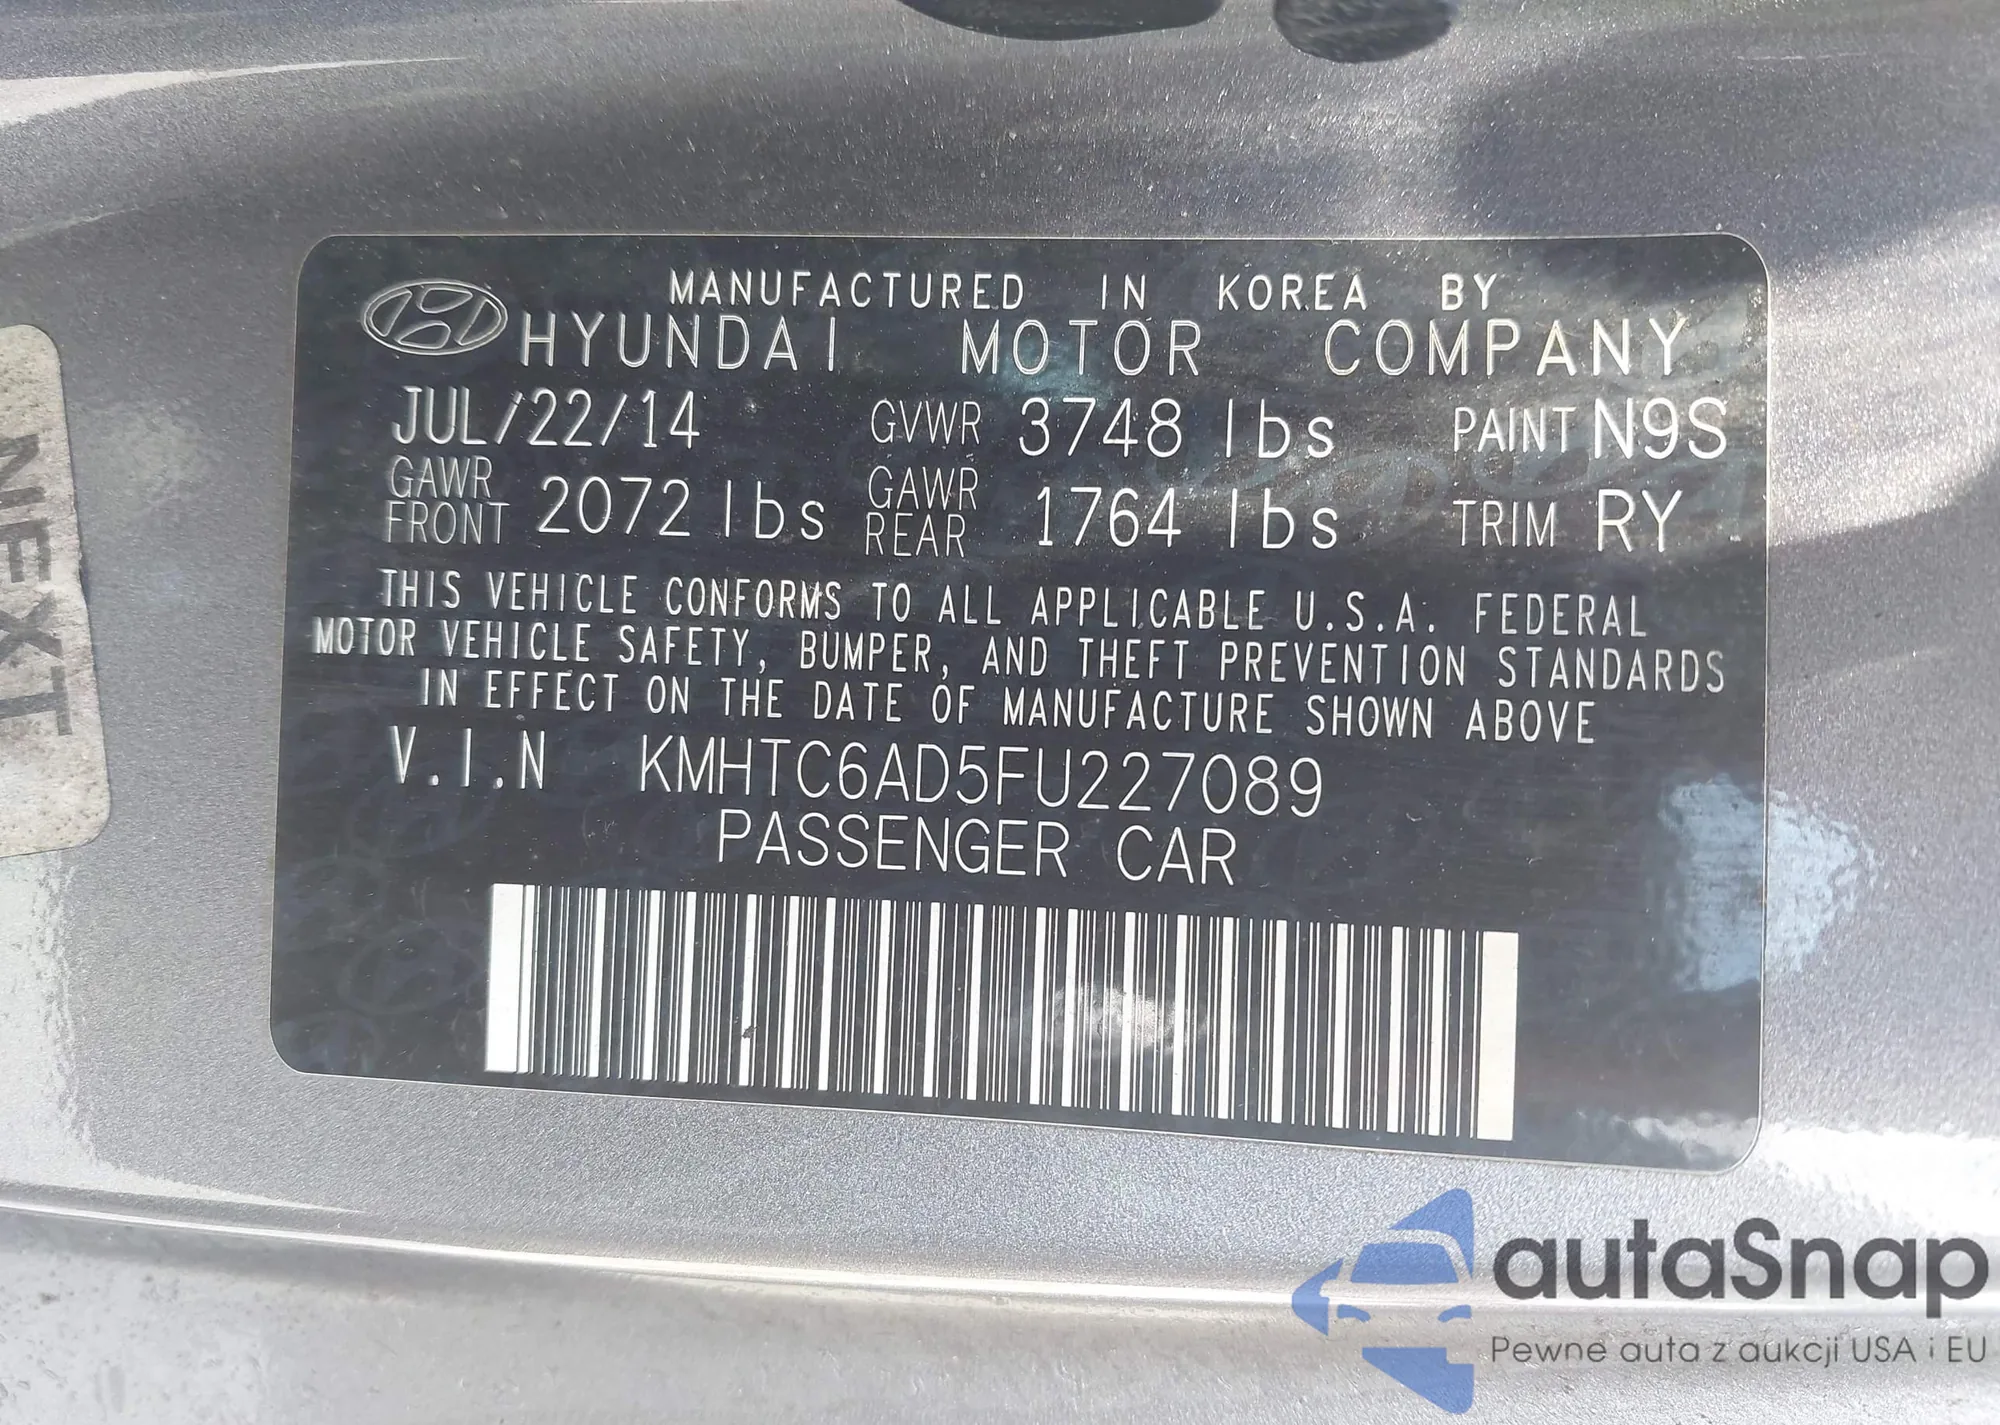 MANUFACTURED IN KOREA BY
HYUNDAI MOTOR COMPANY
JUL/22/14 GVWR 3748 lbs PAINT N9S
GAWR FRONT 2072 lbs GAWR REAR 1764 lbs TRIM RY
THIS VEHICLE CONFORMS TO ALL APPLICABLE U.S.A. FEDERAL
MOTOR VEHICLE SAFETY, BUMPER, AND THEFT PREVENTION STANDARDS
IN EFFECT ON THE DATE OF MANUFACTURE SHOWN ABOVE
V.I.N KMHTC6AD5FU227089
PASSENGER CAR
NEXT
autaSnap
Pewne auta z aukcji USA i EU